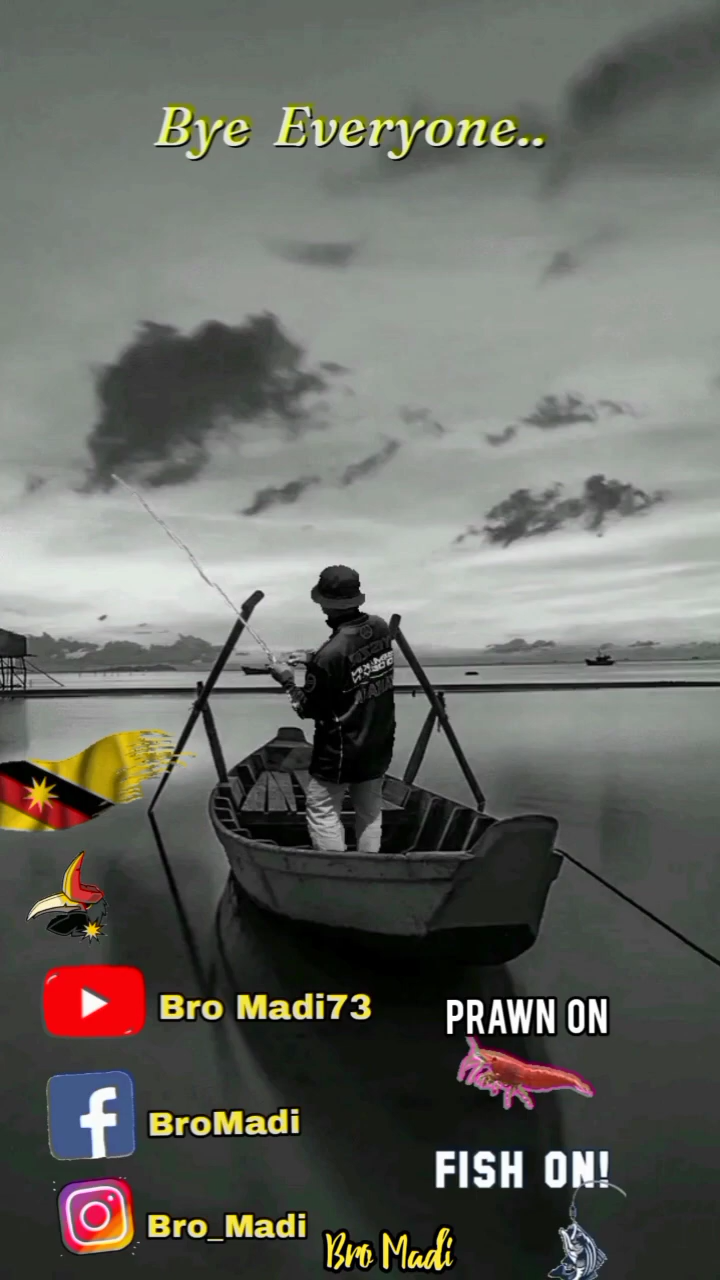 Bye Everyone..
Bro Madi73
PRAWN ON
BroMadi
FISH ON!
Bro_Madi
Bro Madi